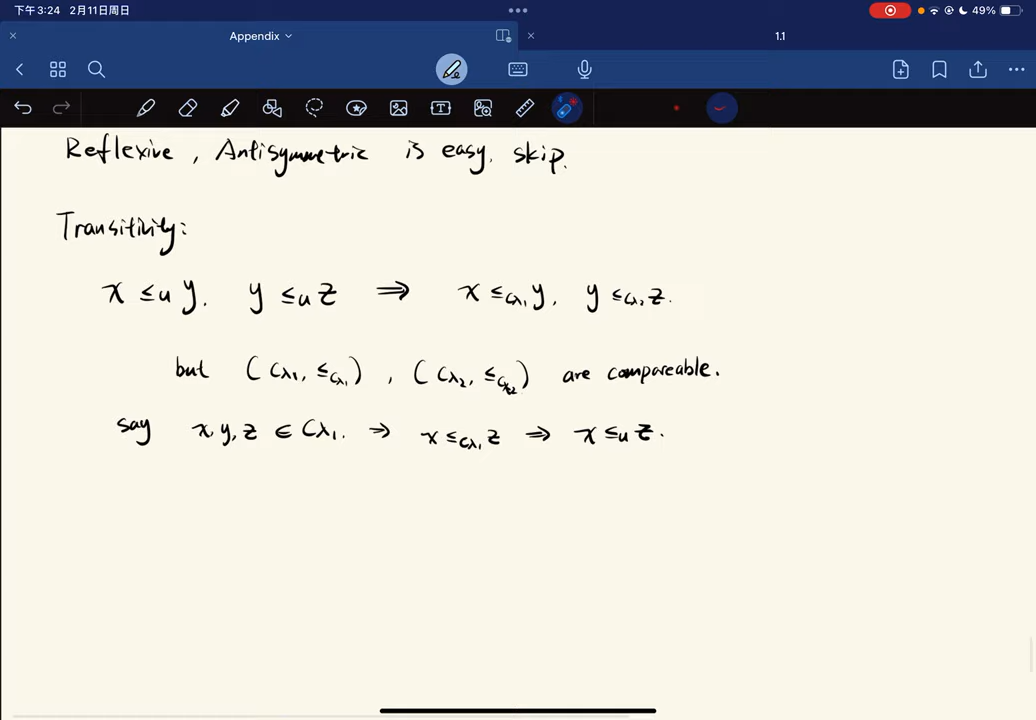 下午3:24 2月11日周日
49%
Appendix
1.1
Reflexive, Antisymmetric is easy, skip.
Transitivity:
x ≤u y, y ≤u z ⇒ x ≤Cλ₁ y, y ≤Cλ₂ z.
but (Cλ₁, ≤Cλ₁), (Cλ₂, ≤Cλ₂) are compareable.
say x, y, z ∈ Cλ₁. ⇒ x ≤Cλ₁ z ⇒ x ≤u z.